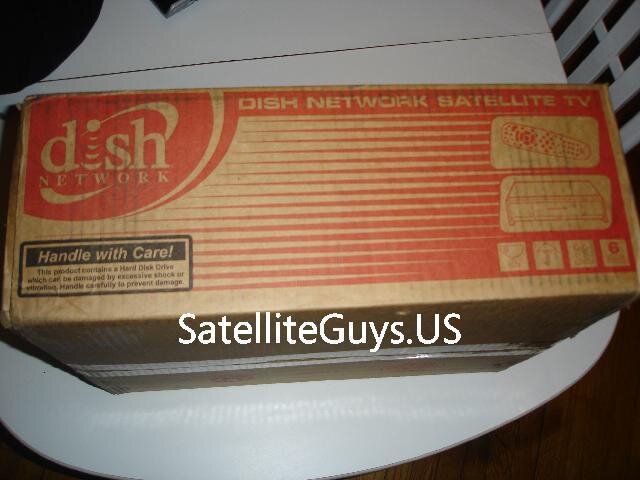 DISH NETWORK SATELLITE TV
dish
NETWORK
Handle with Care!
This product contains a Hard Disk Drive
which can be damaged by excessive shock or
vibration. Handle carefully to prevent damage.
6
SatelliteGuys.US